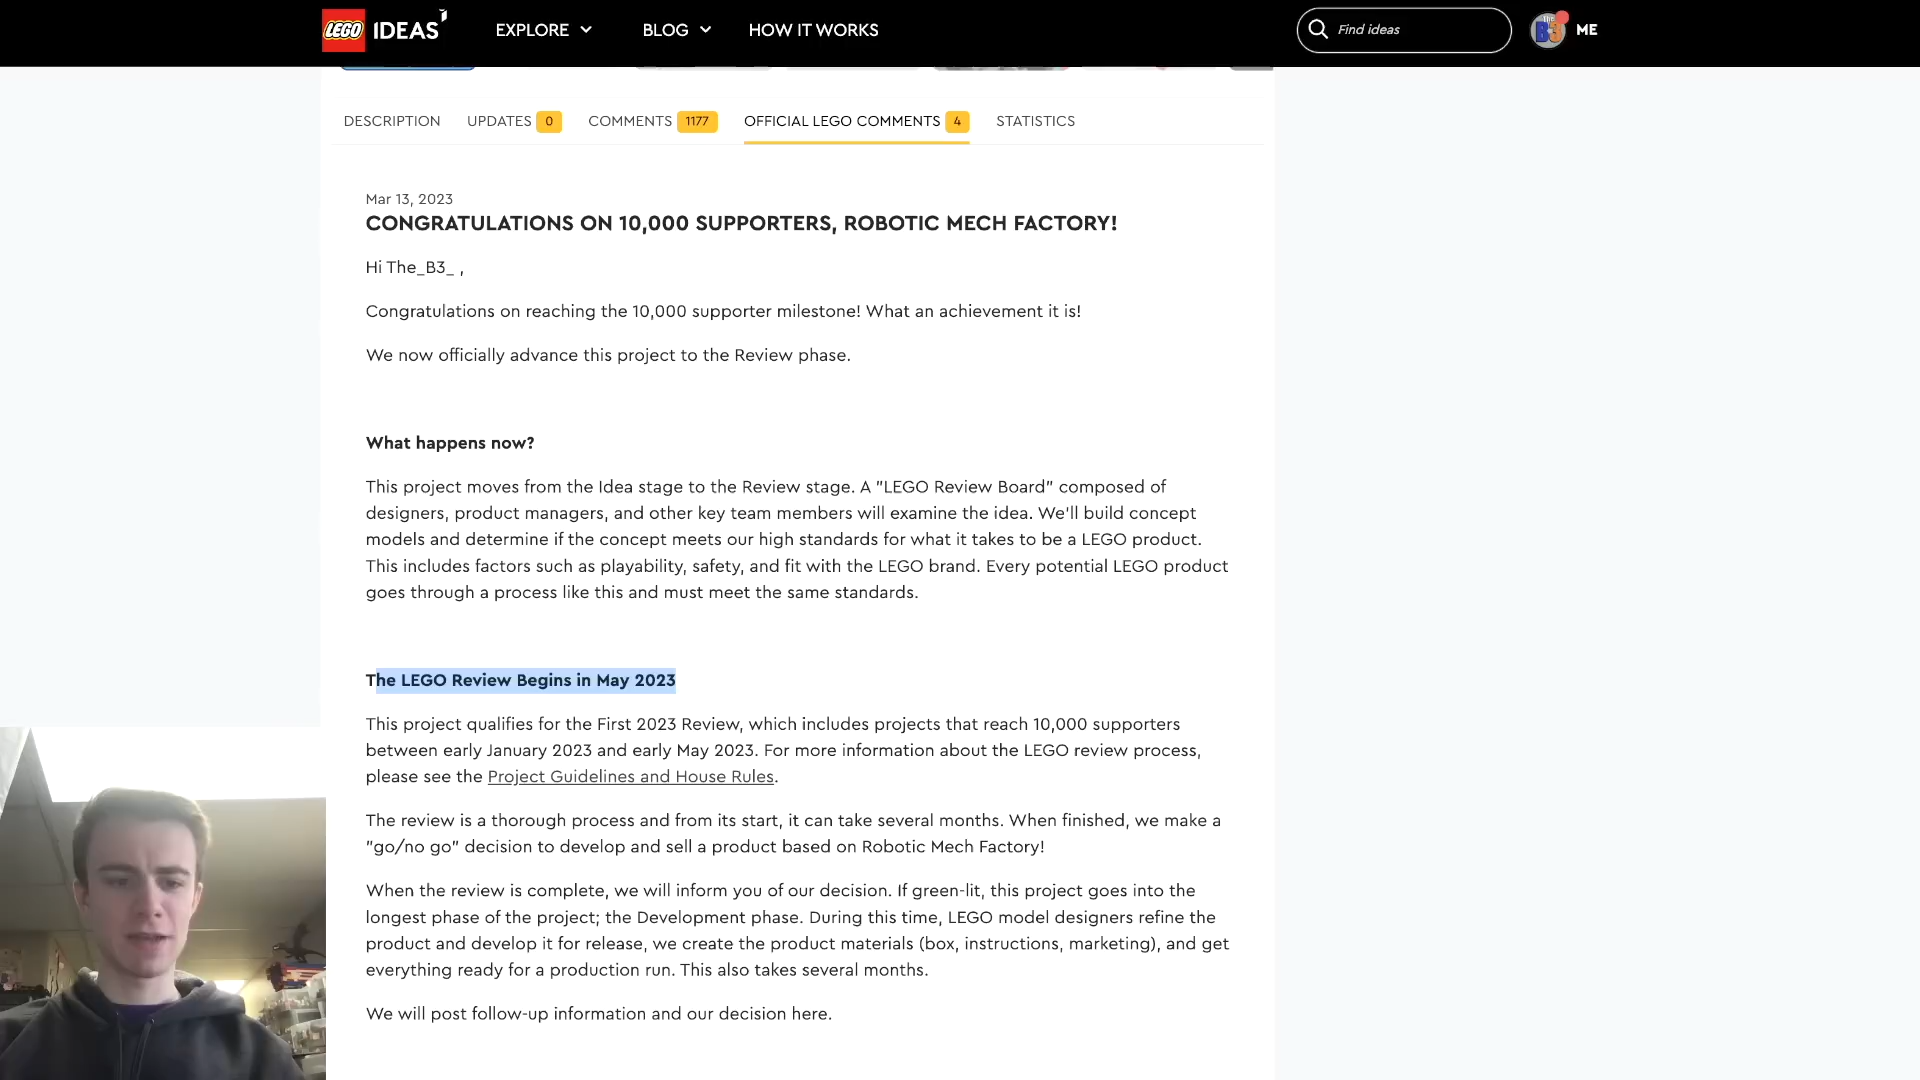 LEGO IDEAS EXPLORE BLOG HOW IT WORKS Find ideas ME
DESCRIPTION UPDATES 0 COMMENTS 1177 OFFICIAL LEGO COMMENTS 4 STATISTICS
Mar 13, 2023
CONGRATULATIONS ON 10,000 SUPPORTERS, ROBOTIC MECH FACTORY!
Hi The_B3_ ,
Congratulations on reaching the 10,000 supporter milestone! What an achievement it is!
We now officially advance this project to the Review phase.
What happens now?
This project moves from the Idea stage to the Review stage. A "LEGO Review Board" composed of
designers, product managers, and other key team members will examine the idea. We'll build concept
models and determine if the concept meets our high standards for what it takes to be a LEGO product.
This includes factors such as playability, safety, and fit with the LEGO brand. Every potential LEGO product
goes through a process like this and must meet the same standards.
The LEGO Review Begins in May 2023
This project qualifies for the First 2023 Review, which includes projects that reach 10,000 supporters
between early January 2023 and early May 2023. For more information about the LEGO review process,
please see the Project Guidelines and House Rules.
The review is a thorough process and from its start, it can take several months. When finished, we make a
"go/no go" decision to develop and sell a product based on Robotic Mech Factory!
When the review is complete, we will inform you of our decision. If green-lit, this project goes into the
longest phase of the project; the Development phase. During this time, LEGO model designers refine the
product and develop it for release, we create the product materials (box, instructions, marketing), and get
everything ready for a production run. This also takes several months.
We will post follow-up information and our decision here.